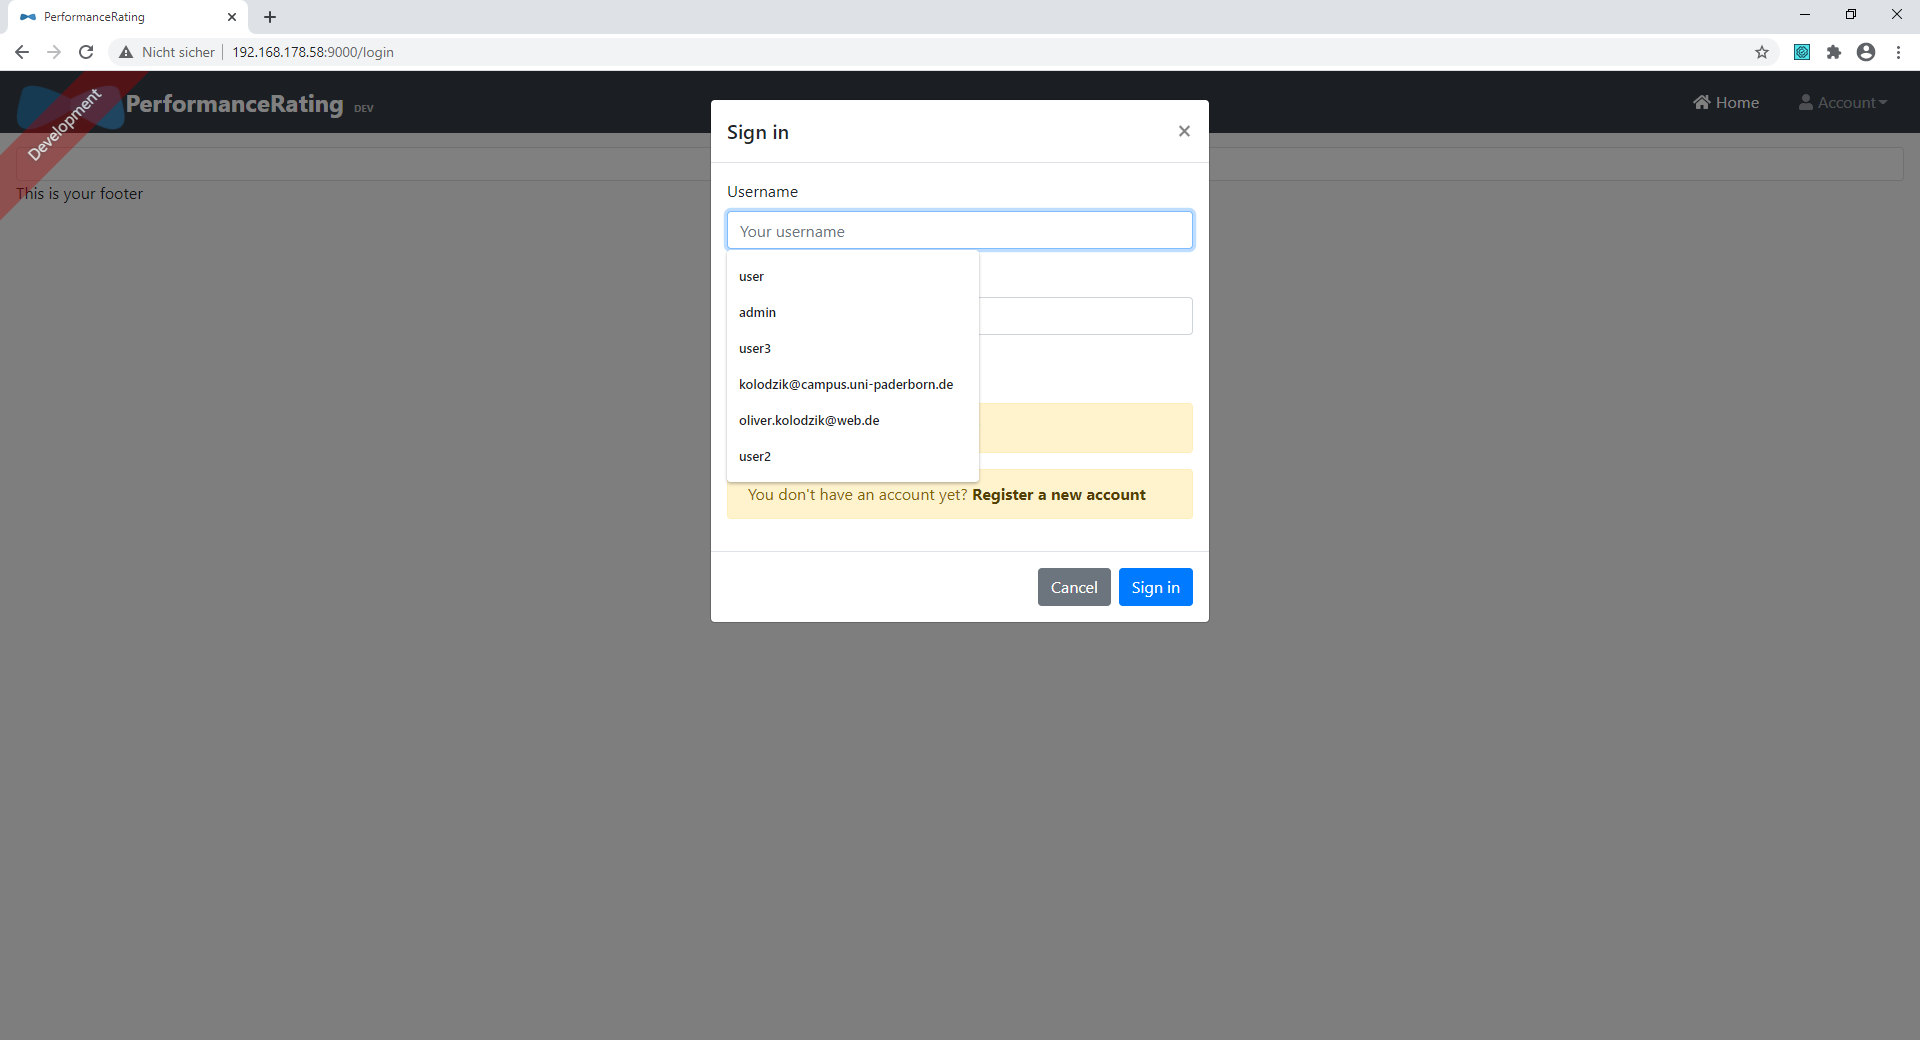 PerformanceRating
Nicht sicher
192.168.178.58:9000/login
Development
PerformanceRating DEV
Home
Account
This is your footer
Sign in
Username
Your username
user
admin
user3
kolodzik@campus.uni-paderborn.de
oliver.kolodzik@web.de
user2
You don't have an account yet? Register a new account
Cancel
Sign in